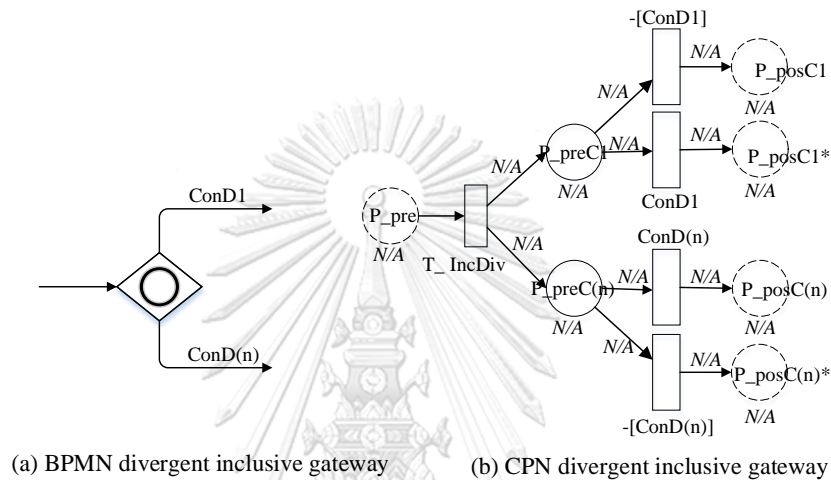 ConD1
ConD(n)
(a) BPMN divergent inclusive gateway
-[ConD1]
N/A
P_posC1
N/A
N/A
N/A
P_preC1
N/A
N/A
P_posC1*
N/A
ConD1
N/A
P_pre
N/A
T_ IncDiv
N/A
N/A
ConD(n)
P_preC(n)
N/A
N/A
N/A
P_posC(n)
N/A
N/A
N/A
P_posC(n)*
N/A
-[ConD(n)]
(b) CPN divergent inclusive gateway